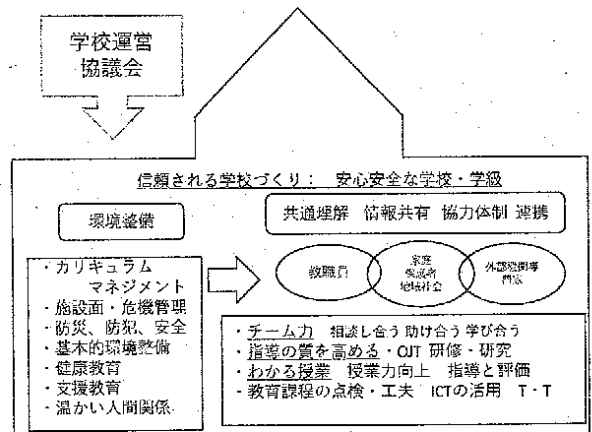 学校運営
協議会
信頼される学校づくり： 安心安全な学校・学級
環境整備
共通理解 情報共有 協力体制 連携
・カリキュラム
マネジメント
・施設面・危機管理
・防災、防犯、安全
・基本的環境整備
・健康教育
・支援教育
・温かい人間関係
教職員
家庭
保護者
地域社会
外部機関専
門家
・チーム力 相談し合う 助け合う 学び合う
・指導の質を高める・OJT 研修・研究
・わかる授業 授業力向上 指導と評価
・教育課程の点検・工夫 ICTの活用 T・T